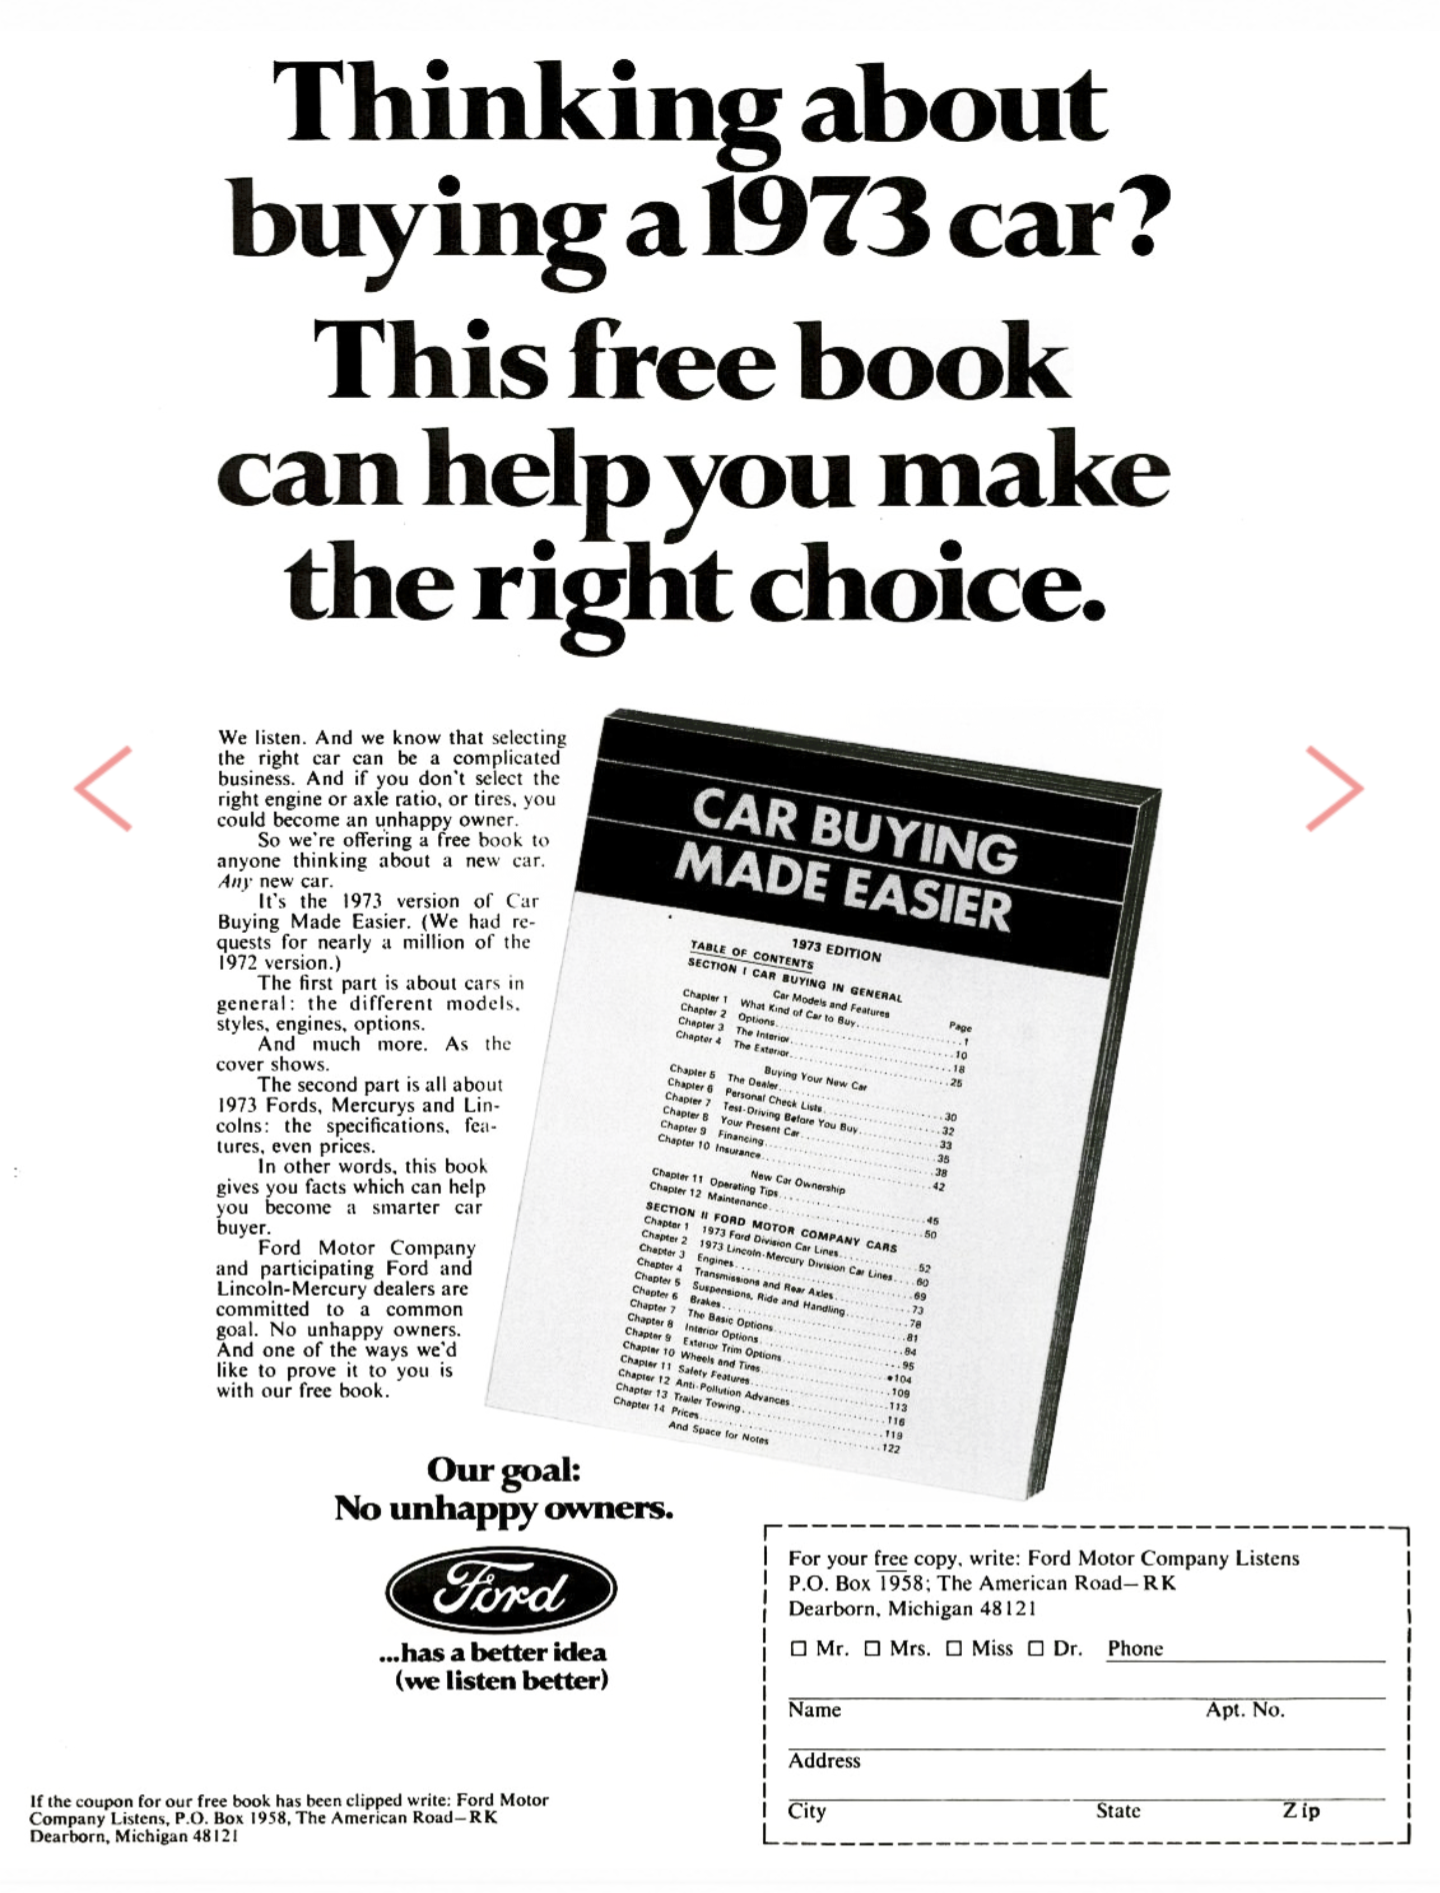 Thinking about
buying a 1973 car?
This free book
can help you make
the right choice.
We listen. And we know that selecting
the right car can be a complicated
business. And if you don't select the
right engine or axle ratio, or tires, you
could become an unhappy owner.
So we're offering a free book to
anyone thinking about a new car.
Any new car.
It's the 1973 version of Car
Buying Made Easier. (We had re-
quests for nearly a million of the
1972 version.)
The first part is about cars in
general: the different models,
styles, engines, options.
And much more. As the
cover shows.
The second part is all about
1973 Fords, Mercurys and Lin-
colns: the specifications, fea-
tures, even prices.
In other words, this book
gives you facts which can help
you become a smarter car
buyer.
Ford Motor Company
and participating Ford and
Lincoln-Mercury dealers are
committed to a common
goal. No unhappy owners.
And one of the ways we'd
like to prove it to you is
with our free book.
CAR BUYING
MADE EASIER
1973 EDITION
TABLE OF CONTENTS
SECTION I CAR BUYING IN GENERAL
Car Models and Features
Page
Chapter 1 What Kind of Car to Buy 1
Chapter 2 Options 10
Chapter 3 The Interior 18
Chapter 4 The Exterior 25
Buying Your New Car
Chapter 5 The Dealer 30
Chapter 6 Personal Check Lists 32
Chapter 7 Test-Driving Before You Buy 33
Chapter 8 Your Present Car 35
Chapter 9 Financing 38
Chapter 10 Insurance 42
New Car Ownership
Chapter 11 Operating Tips 45
Chapter 12 Maintenance 50
SECTION II FORD MOTOR COMPANY CARS
Chapter 1 1973 Ford Division Car Lines 52
Chapter 2 1973 Lincoln-Mercury Division Car Lines 60
Chapter 3 Engines 69
Chapter 4 Transmissions and Rear Axles 73
Chapter 5 Suspensions, Ride and Handling 78
Chapter 6 Brakes 81
Chapter 7 The Basic Options 84
Chapter 8 Interior Options 95
Chapter 9 Exterior Trim Options 104
Chapter 10 Wheels and Tires 109
Chapter 11 Safety Features 113
Chapter 12 Anti-Pollution Advances 116
Chapter 13 Trailer Towing 119
Chapter 14 Prices 122
And Space for Notes
Our goal:
No unhappy owners.
Ford
...has a better idea
(we listen better)
For your free copy, write: Ford Motor Company Listens
P.O. Box 1958; The American Road—RK
Dearborn, Michigan 48121
☐ Mr. ☐ Mrs. ☐ Miss ☐ Dr. Phone
Name Apt. No.
Address
City State Zip
If the coupon for our free book has been clipped write: Ford Motor
Company Listens, P.O. Box 1958, The American Road—RK
Dearborn, Michigan 48121